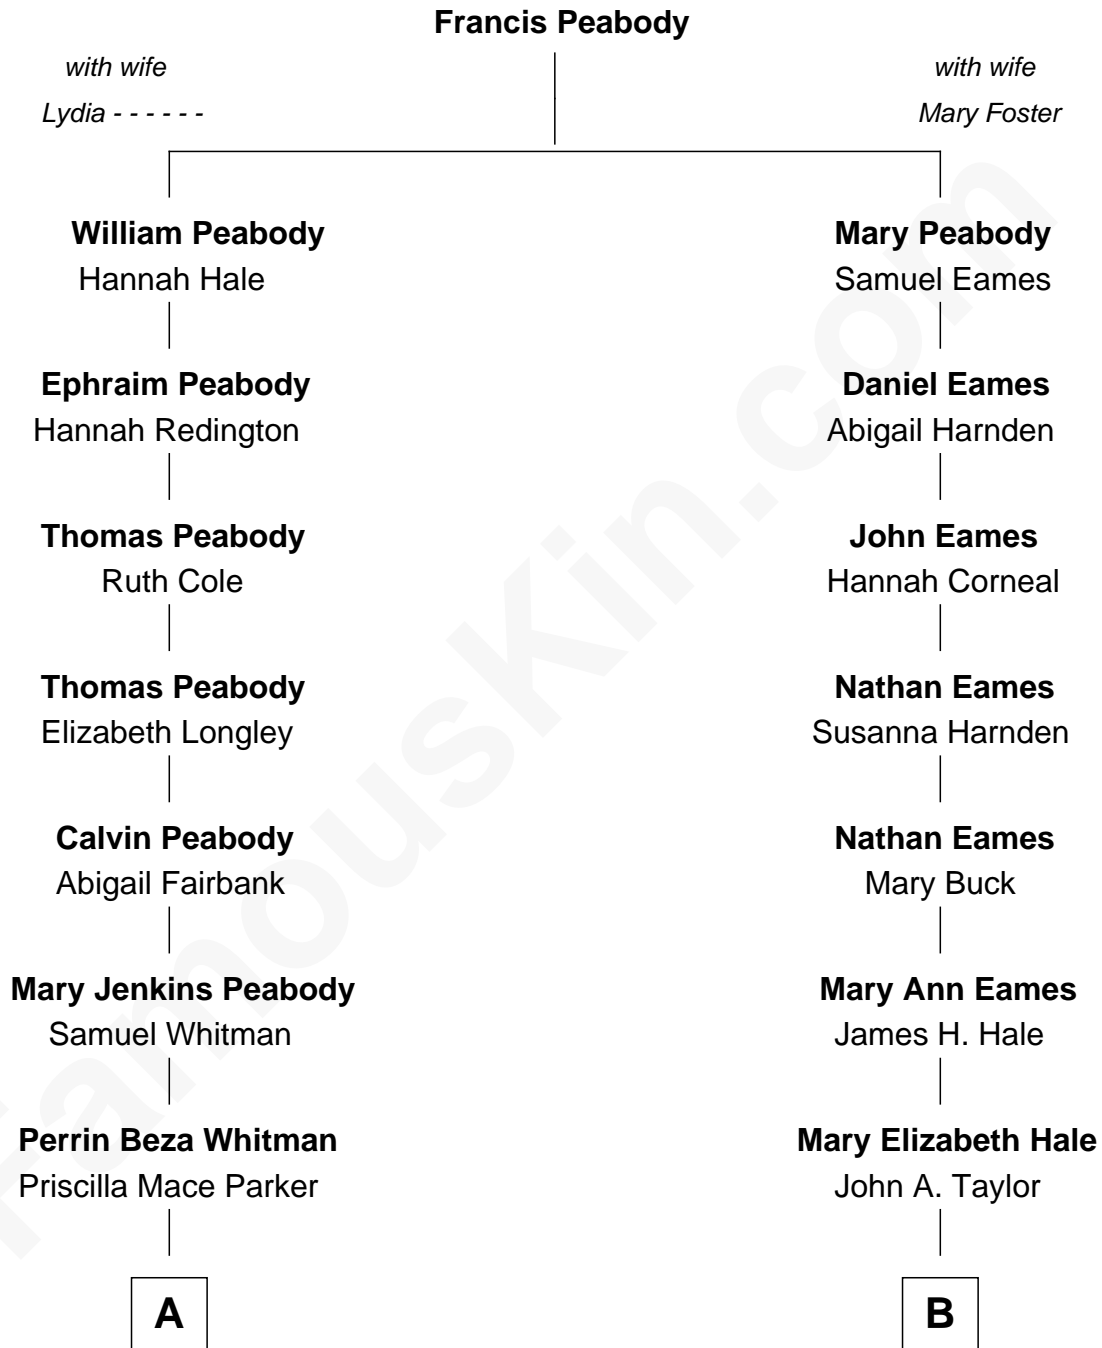 Francis Peabody
with wife
with wife
Lydia - - - - - -
Mary Foster
William Peabody
Mary Peabody
Hannah Hale
Samuel Eames
Ephraim Peabody
Daniel Eames
Hannah Redington
Abigail Harnden
Thomas Peabody
John Eames
Ruth Cole
Hannah Corneal
Thomas Peabody
Nathan Eames
Elizabeth Longley
Susanna Harnden
Calvin Peabody
Nathan Eames
Abigail Fairbank
Mary Buck
Mary Jenkins Peabody
Mary Ann Eames
Samuel Whitman
James H. Hale
Perrin Beza Whitman
Mary Elizabeth Hale
Priscilla Mace Parker
John A. Taylor
A
B
FamousKin.com